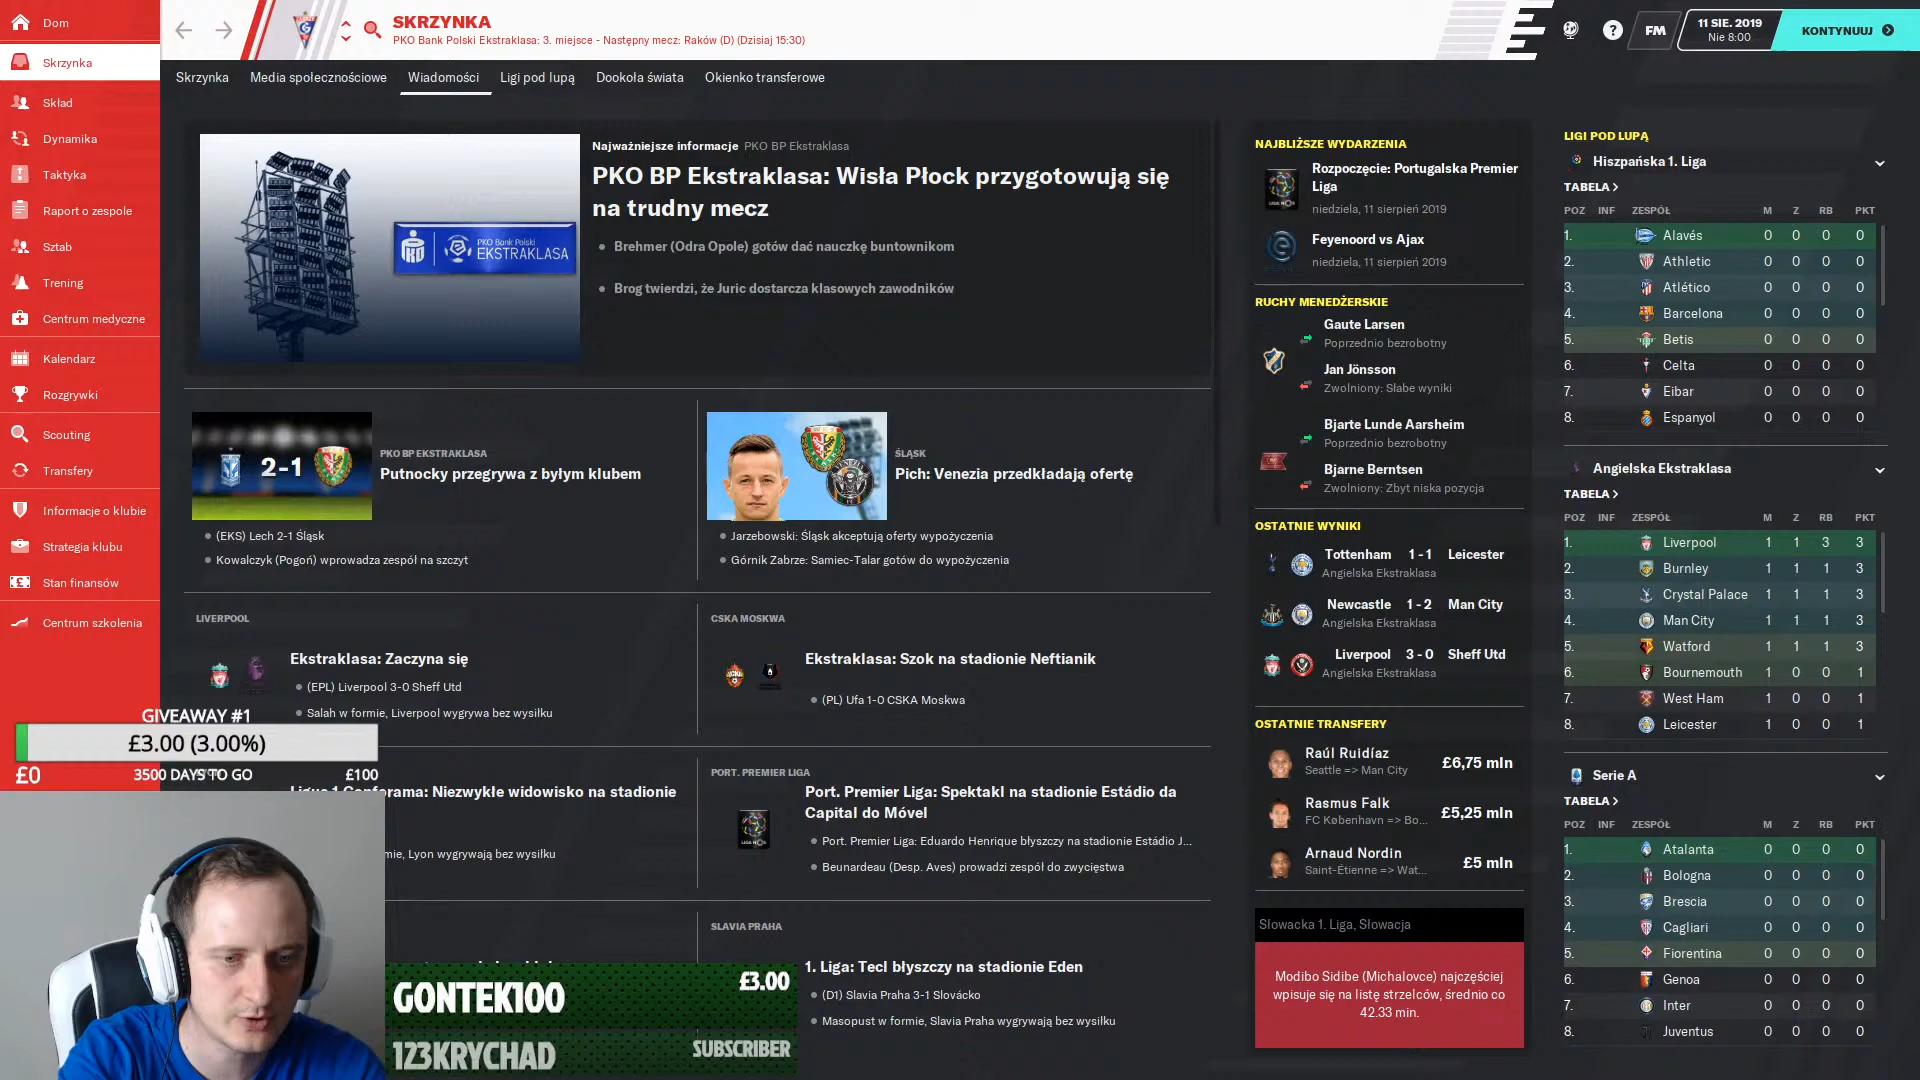 Dom
Skrzynka
Skład
Dynamika
Taktyka
Raport o zespole
Sztab
Trening
Centrum medyczne
Kalendarz
Rozgrywki
Scouting
Transfery
Informacje o klubie
Strategia klubu
Stan finansów
Centrum szkolenia
SKRZYNKA
PKO Bank Polski Ekstraklasa: 3. miejsce - Następny mecz: Raków (D) (Dzisiaj 15:30)
FM
11 SIE. 2019
Nie 8:00
KONTYNUUJ
Skrzynka Media społecznościowe Wiadomości Ligi pod lupą Dookoła świata Okienko transferowe
PKO Bank Polski
EKSTRAKLASA
Najważniejsze informacje PKO BP Ekstraklasa
PKO BP Ekstraklasa: Wisła Płock przygotowują się
na trudny mecz
Brehmer (Odra Opole) gotów dać nauczkę buntownikom
Brog twierdzi, że Juric dostarcza klasowych zawodników
2-1
PKO BP EKSTRAKLASA
Putnocky przegrywa z byłym klubem
(EKS) Lech 2-1 Śląsk
Kowalczyk (Pogoń) wprowadza zespół na szczyt
ŚLĄSK
Pich: Venezia przedkładają ofertę
Jarzebowski: Śląsk akceptują oferty wypożyczenia
Górnik Zabrze: Samiec-Talar gotów do wypożyczenia
LIVERPOOL
Ekstraklasa: Zaczyna się
(EPL) Liverpool 3-0 Sheff Utd
Salah w formie, Liverpool wygrywa bez wysiłku
CSKA MOSKWA
Ekstraklasa: Szok na stadionie Neftianik
(PL) Ufa 1-0 CSKA Moskwa
GIVEAWAY #1
£3.00 (3.00%)
£0 3500 DAYS TO GO £100
Ligue 1 Conforama: Niezwykłe widowisko na stadionie
mie, Lyon wygrywają bez wysiłku
PORT. PREMIER LIGA
Port. Premier Liga: Spektakl na stadionie Estádio da
Capital do Móvel
Port. Premier Liga: Eduardo Henrique błyszczy na stadionie Estádio J...
Beunardeau (Desp. Aves) prowadzi zespół do zwycięstwa
SLAVIA PRAHA
1. Liga: Tecl błyszczy na stadionie Eden
(D1) Slavia Praha 3-1 Slovácko
Masopust w formie, Slavia Praha wygrywają bez wysiłku
GONTEK100 £3.00
123KRYCHAD SUBSCRIBER
NAJBLIŻSZE WYDARZENIA
Rozpoczęcie: Portugalska Premier
Liga
niedziela, 11 sierpień 2019
Feyenoord vs Ajax
niedziela, 11 sierpień 2019
RUCHY MENEDŻERSKIE
Gaute Larsen
Poprzednio bezrobotny
Jan Jönsson
Zwolniony: Słabe wyniki
Bjarte Lunde Aarsheim
Poprzednio bezrobotny
Bjarne Berntsen
Zwolniony: Zbyt niska pozycja
OSTATNIE WYNIKI
Tottenham 1 - 1 Leicester
Angielska Ekstraklasa
Newcastle 1 - 2 Man City
Angielska Ekstraklasa
Liverpool 3 - 0 Sheff Utd
Angielska Ekstraklasa
OSTATNIE TRANSFERY
Raúl Ruidíaz £6,75 mln
Seattle => Man City
Rasmus Falk £5,25 mln
FC København => Bo...
Arnaud Nordin £5 mln
Saint-Étienne => Wat...
Słowacka 1. Liga, Słowacja
Modibo Sidibe (Michalovce) najczęściej
wpisuje się na listę strzelców, średnio co
42.33 min.
LIGI POD LUPĄ
Hiszpańska 1. Liga
TABELA >
POZ INF ZESPÓŁ M Z RB PKT
1. Alavés 0 0 0 0
2. Athletic 0 0 0 0
3. Atlético 0 0 0 0
4. Barcelona 0 0 0 0
5. Betis 0 0 0 0
6. Celta 0 0 0 0
7. Eibar 0 0 0 0
8. Espanyol 0 0 0 0
Angielska Ekstraklasa
TABELA >
POZ INF ZESPÓŁ M Z RB PKT
1. Liverpool 1 1 3 3
2. Burnley 1 1 1 3
3. Crystal Palace 1 1 1 3
4. Man City 1 1 1 3
5. Watford 1 1 1 3
6. Bournemouth 1 0 0 1
7. West Ham 1 0 0 1
8. Leicester 1 0 0 1
Serie A
TABELA >
POZ INF ZESPÓŁ M Z RB PKT
1. Atalanta 0 0 0 0
2. Bologna 0 0 0 0
3. Brescia 0 0 0 0
4. Cagliari 0 0 0 0
5. Fiorentina 0 0 0 0
6. Genoa 0 0 0 0
7. Inter 0 0 0 0
8. Juventus 0 0 0 0